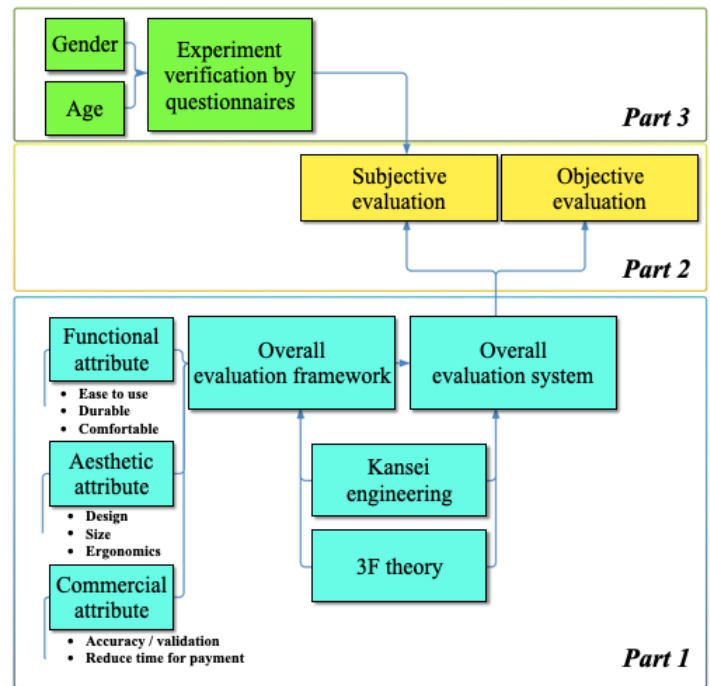 Gender
Age
Experiment
verification by
questionnaires
Part 3
Subjective
evaluation
Objective
evaluation
Part 2
Functional
attribute
• Ease to use
• Durable
• Comfortable
Aesthetic
attribute
• Design
• Size
• Ergonomics
Commercial
attribute
• Accuracy / validation
• Reduce time for payment
Overall
evaluation framework
Overall
evaluation system
Kansei
engineering
3F theory
Part 1